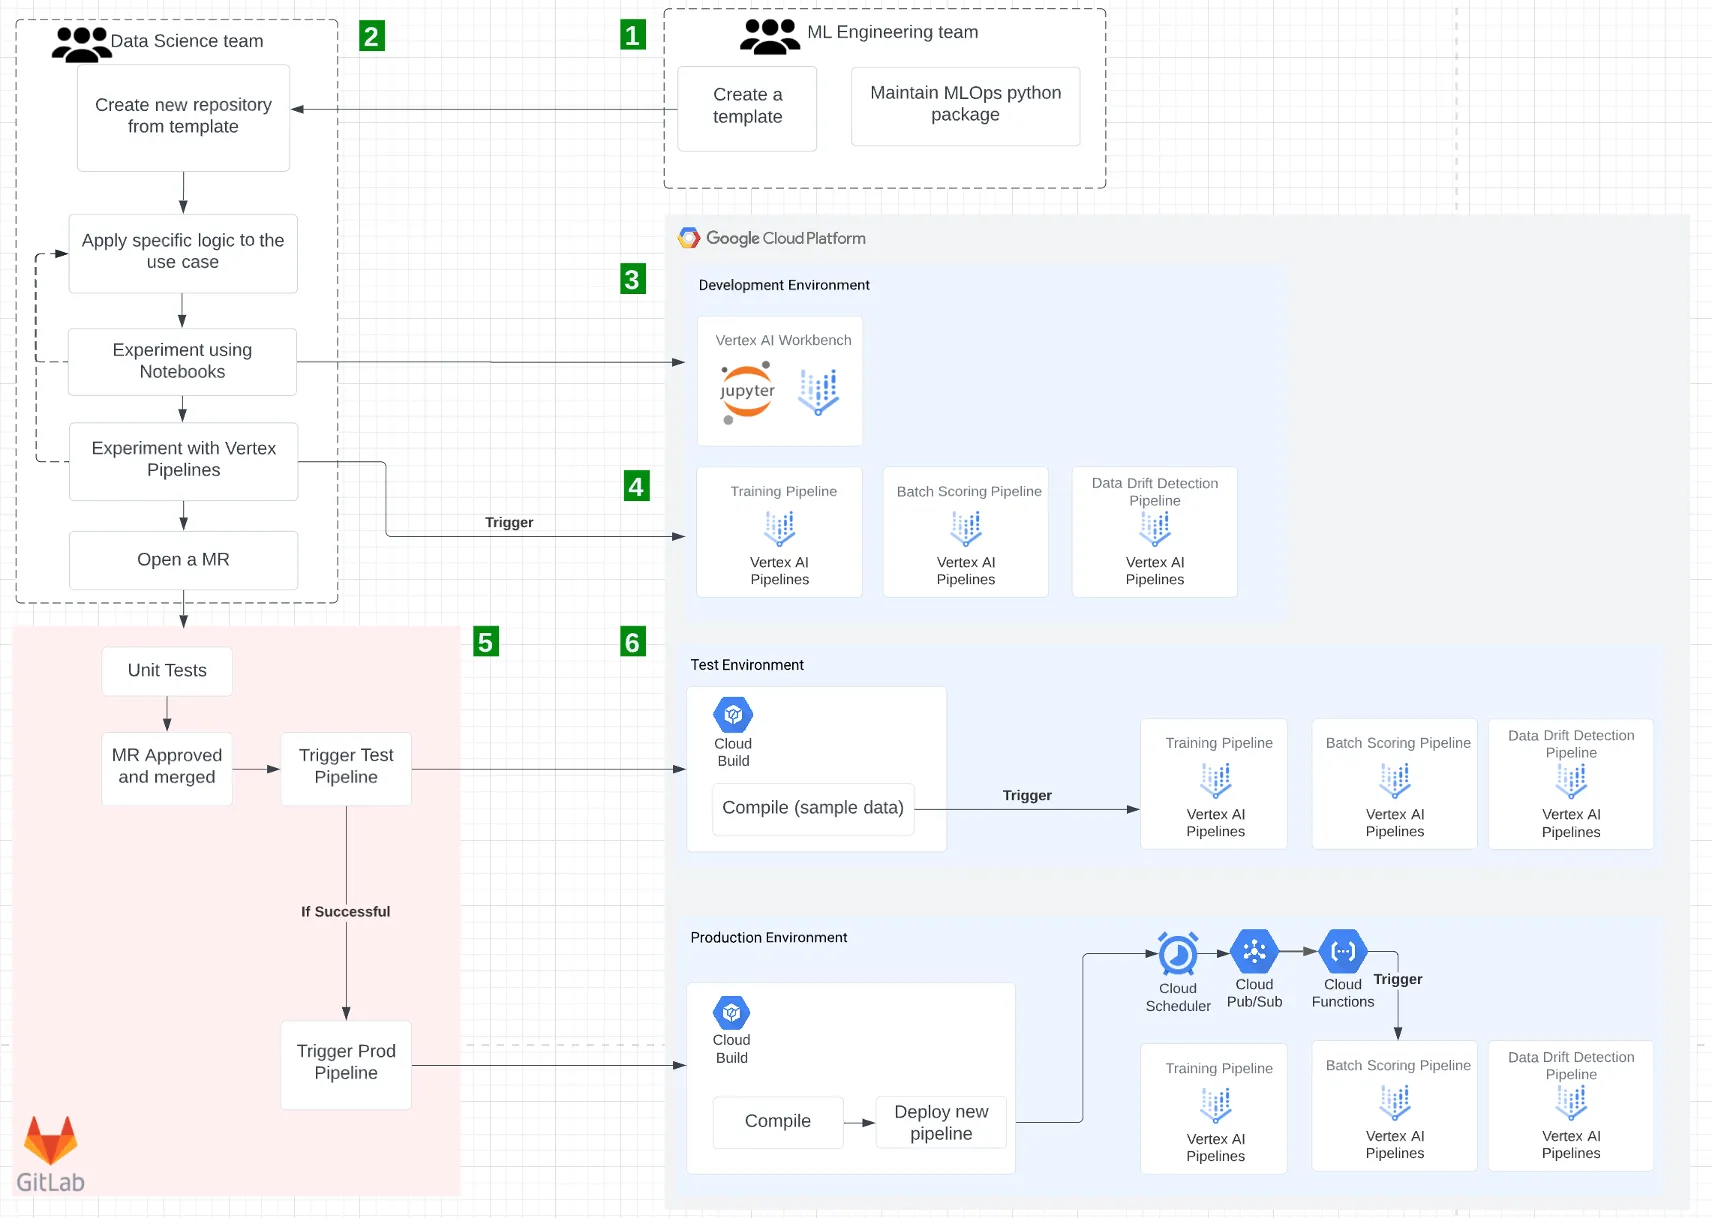 Data Science team
2
Create new repository
from template
Apply specific logic to the
use case
Experiment using
Notebooks
Experiment with Vertex
Pipelines
Open a MR
1
ML Engineering team
Create a
template
Maintain MLOps python
package
Google Cloud Platform
3
Development Environment
Vertex AI Workbench
jupyter
4
Trigger
Training Pipeline
Vertex AI
Pipelines
Batch Scoring Pipeline
Vertex AI
Pipelines
Data Drift Detection
Pipeline
Vertex AI
Pipelines
5
Unit Tests
MR Approved
and merged
Trigger Test
Pipeline
If Successful
Trigger Prod
Pipeline
GitLab
6
Test Environment
Cloud
Build
Compile (sample data)
Trigger
Training Pipeline
Vertex AI
Pipelines
Batch Scoring Pipeline
Vertex AI
Pipelines
Data Drift Detection
Pipeline
Vertex AI
Pipelines
Production Environment
Cloud
Build
Compile
Deploy new
pipeline
Cloud
Scheduler
Cloud
Pub/Sub
Cloud
Functions
Trigger
Training Pipeline
Vertex AI
Pipelines
Batch Scoring Pipeline
Vertex AI
Pipelines
Data Drift Detection
Pipeline
Vertex AI
Pipelines